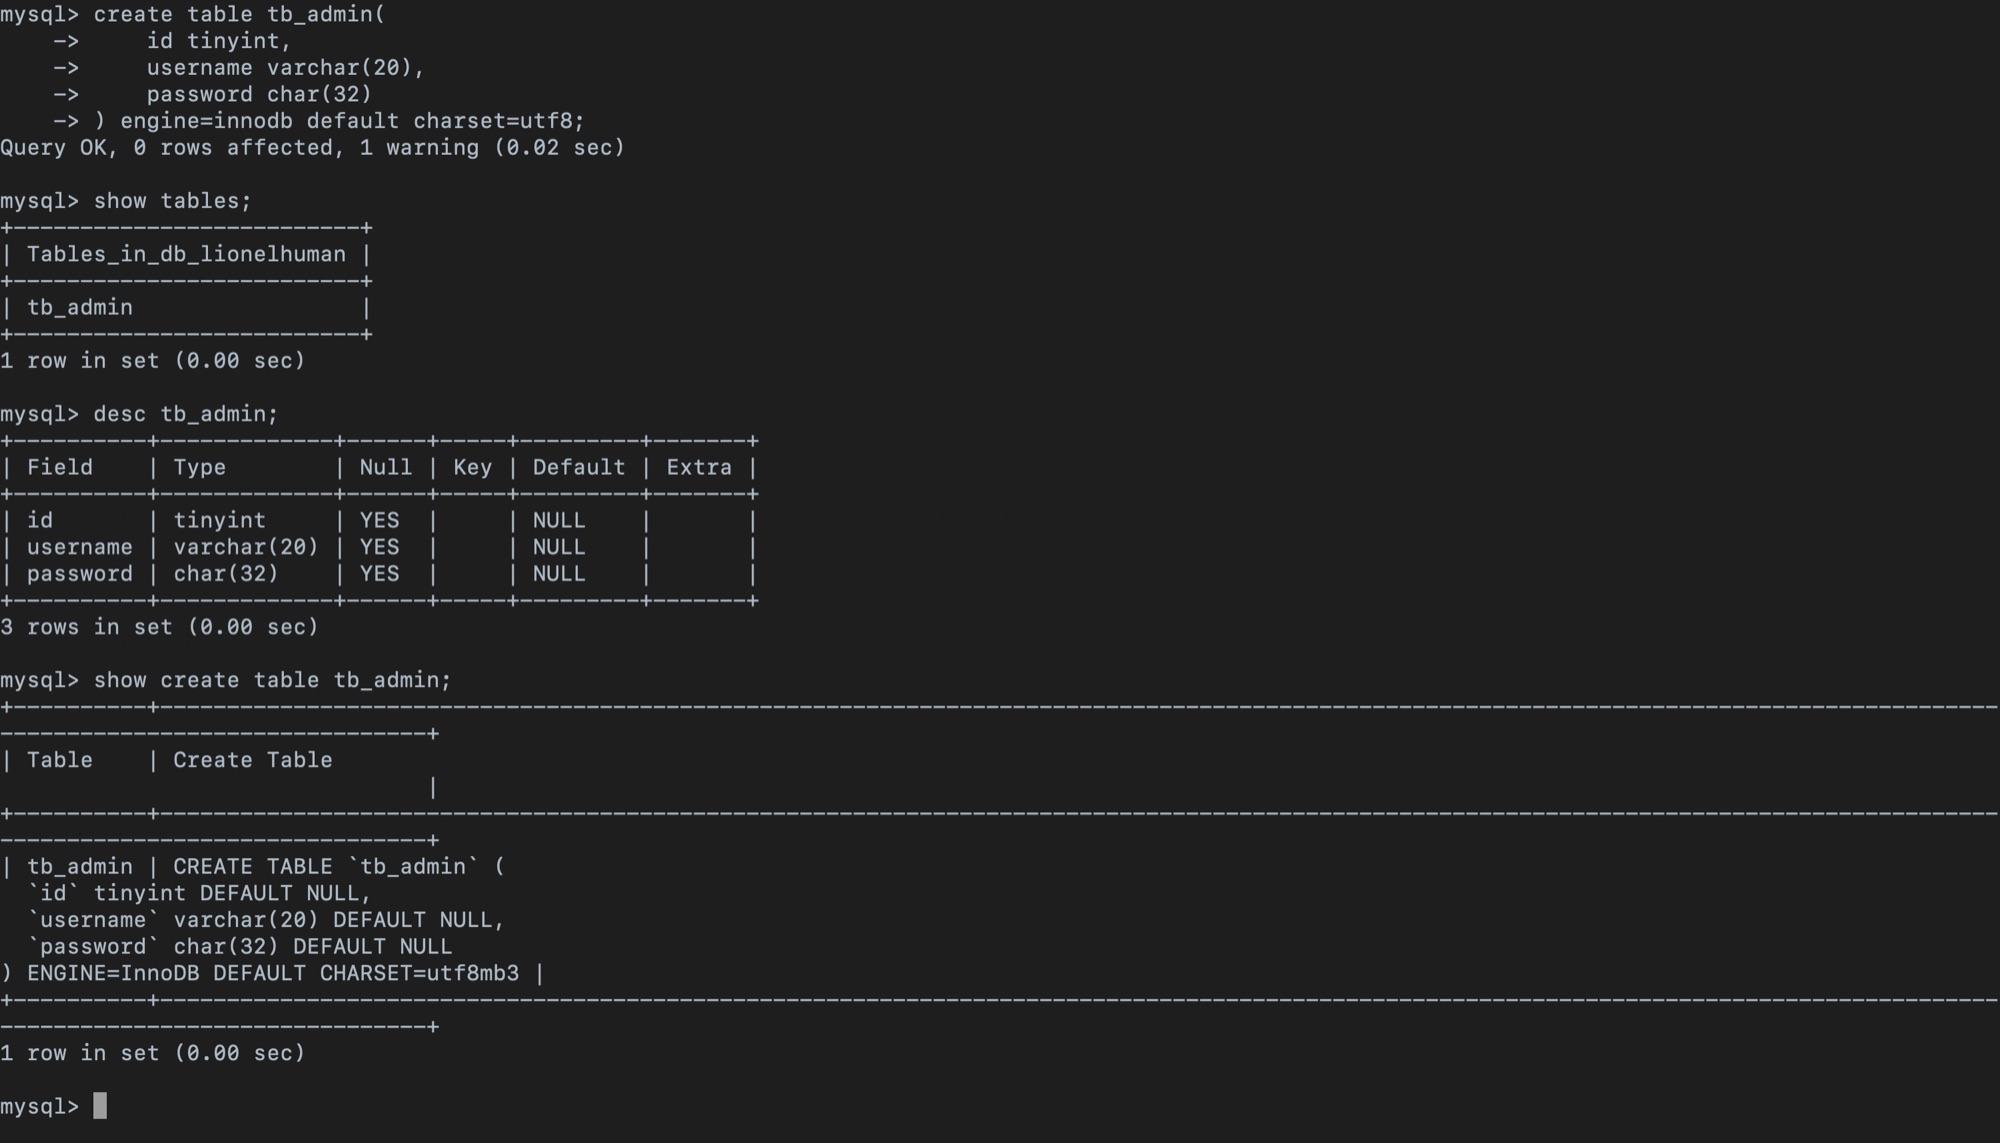 mysql> create table tb_admin(
    ->     id tinyint,
    ->     username varchar(20),
    ->     password char(32)
    -> ) engine=innodb default charset=utf8;
Query OK, 0 rows affected, 1 warning (0.02 sec)

mysql> show tables;
+--------------------------+
| Tables_in_db_lionelhuman |
+--------------------------+
| tb_admin                 |
+--------------------------+
1 row in set (0.00 sec)

mysql> desc tb_admin;
+----------+-------------+------+-----+---------+-------+
| Field    | Type        | Null | Key | Default | Extra |
+----------+-------------+------+-----+---------+-------+
| id       | tinyint     | YES  |     | NULL    |       |
| username | varchar(20) | YES  |     | NULL    |       |
| password | char(32)    | YES  |     | NULL    |       |
+----------+-------------+------+-----+---------+-------+
3 rows in set (0.00 sec)

mysql> show create table tb_admin;
+----------+------------------------------------------------------------------------------------------------------------------------------------------
--------------------------------+
| Table    | Create Table
                                |
+----------+------------------------------------------------------------------------------------------------------------------------------------------
--------------------------------+
| tb_admin | CREATE TABLE `tb_admin` (
  `id` tinyint DEFAULT NULL,
  `username` varchar(20) DEFAULT NULL,
  `password` char(32) DEFAULT NULL
) ENGINE=InnoDB DEFAULT CHARSET=utf8mb3 |
+----------+------------------------------------------------------------------------------------------------------------------------------------------
--------------------------------+
1 row in set (0.00 sec)

mysql>